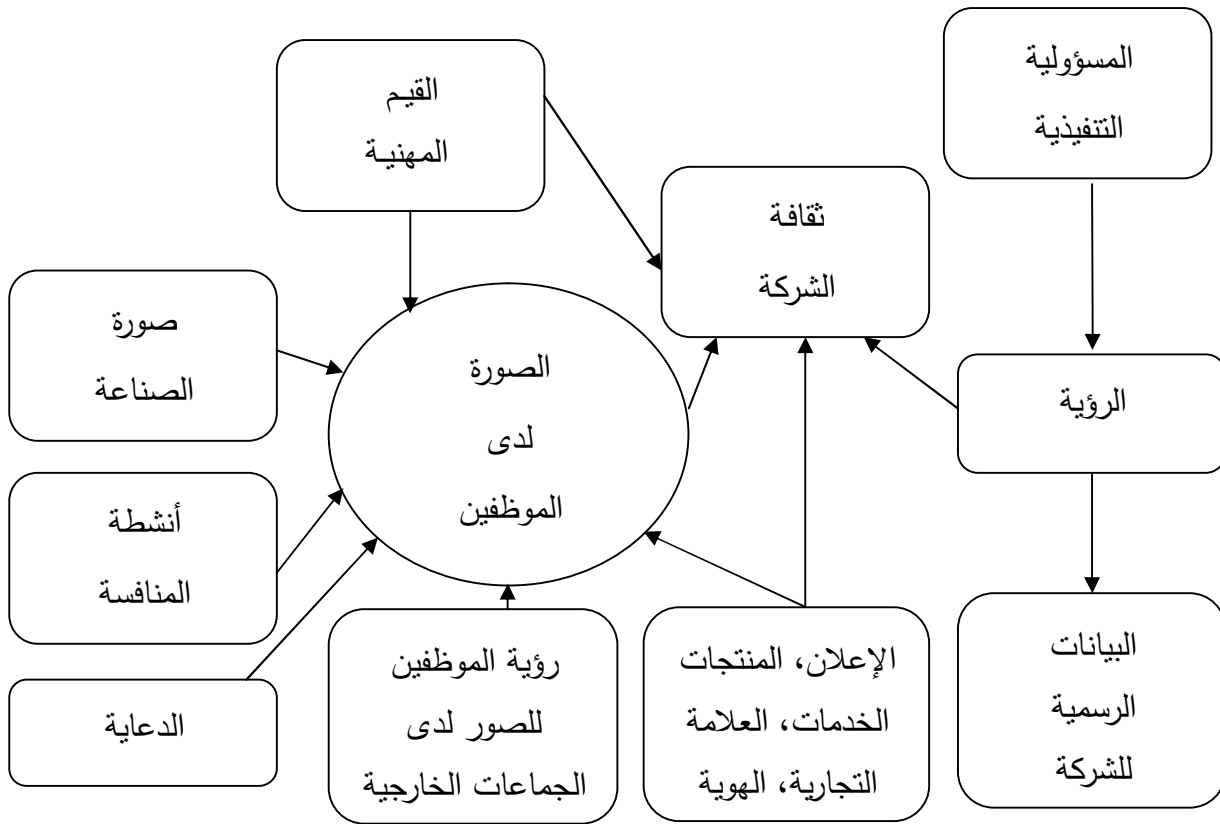 المسؤولية
التنفيذية
القيم
المهنية
ثقافة
الشركة
صورة
الصناعة
الصورة
لدى
الموظفين
الرؤية
أنشطة
المنافسة
الدعاية
رؤية الموظفين
للصور لدى
الجماعات الخارجية
الإعلان، المنتجات
الخدمات، العلامة
التجارية، الهوية
البيانات
الرسمية
للشركة